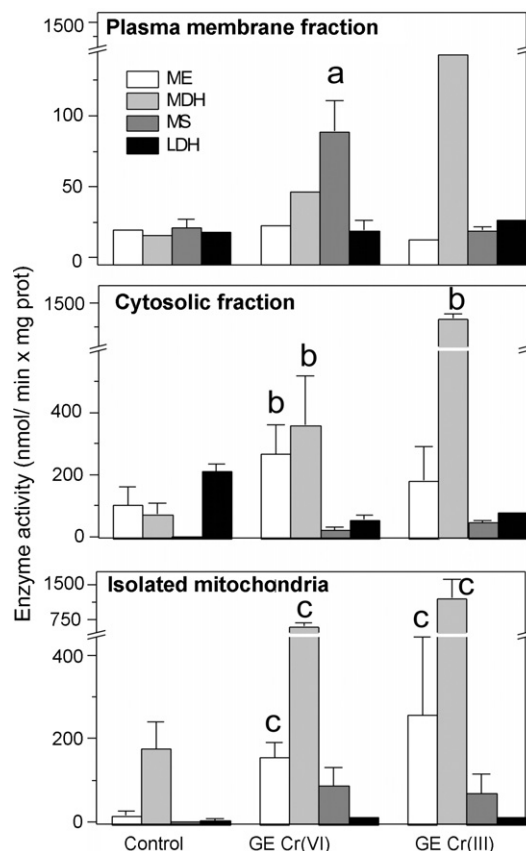 1500
Plasma membrane fraction
ME
MDH
MS
LDH
a
100
50
0
Enzyme activity (nmol/ min x mg prot)
1500
Cytosolic fraction
b
b
b
400
200
0
1500
Isolated mitochondria
750
c
c
c
c
400
200
0
Control GE Cr(VI) GE Cr(III)